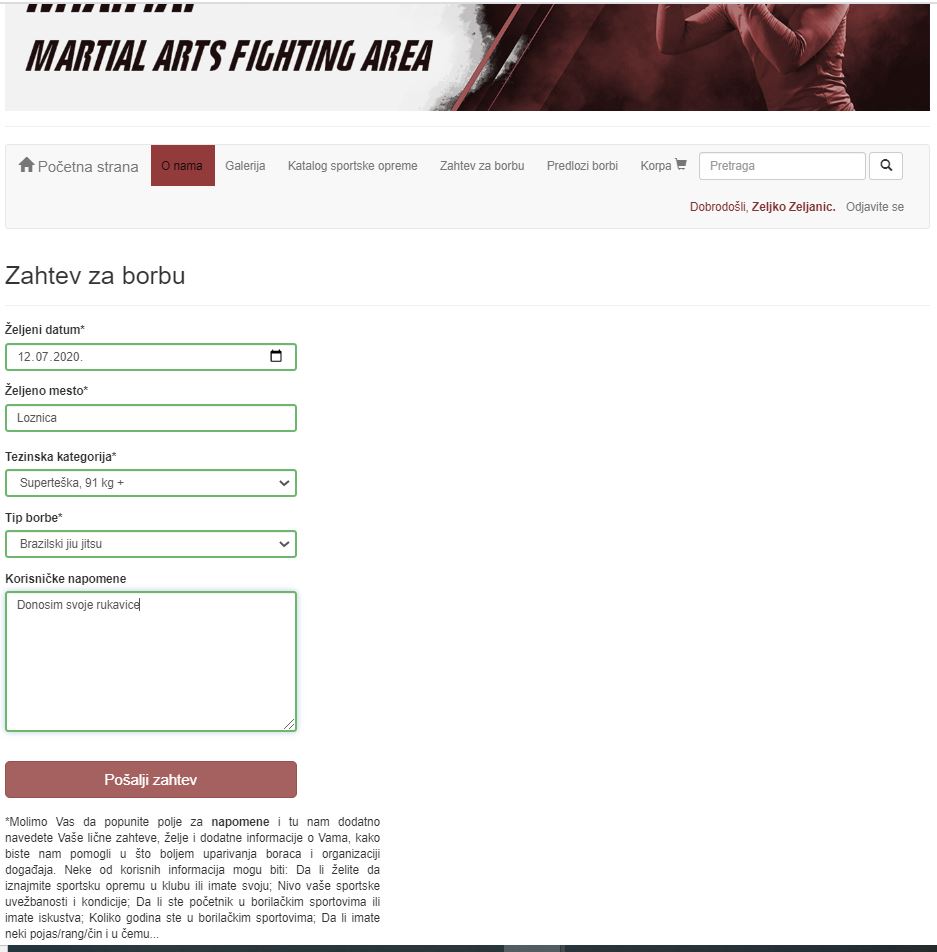 MARTIAL ARTS FIGHTING AREA
Početna strana O nama Galerija Katalog sportske opreme Zahtev za borbu Predlozi borbi Korpa Pretraga
Dobrodošli, Zeljko Zeljanic. Odjavite se
Zahtev za borbu
Željeni datum*
12.07.2020.
Željeno mesto*
Loznica
Tezinska kategorija*
Superteška, 91 kg +
Tip borbe*
Brazilski jiu jitsu
Korisničke napomene
Donosim svoje rukavice
Pošalji zahtev
*Molimo Vas da popunite polje za napomene i tu nam dodatno
navedete Vaše lične zahteve, želje i dodatne informacije o Vama, kako
biste nam pomogli u što boljem uparivanja boraca i organizaciji
događaja. Neke od korisnih informacija mogu biti: Da li želite da
iznajmite sportsku opremu u klubu ili imate svoju; Nivo vaše sportske
uvežbanosti i kondicije; Da li ste početnik u borilačkim sportovima ili
imate iskustva; Koliko godina ste u borilačkim sportovima; Da li imate
neki pojas/rang/čin i u čemu...